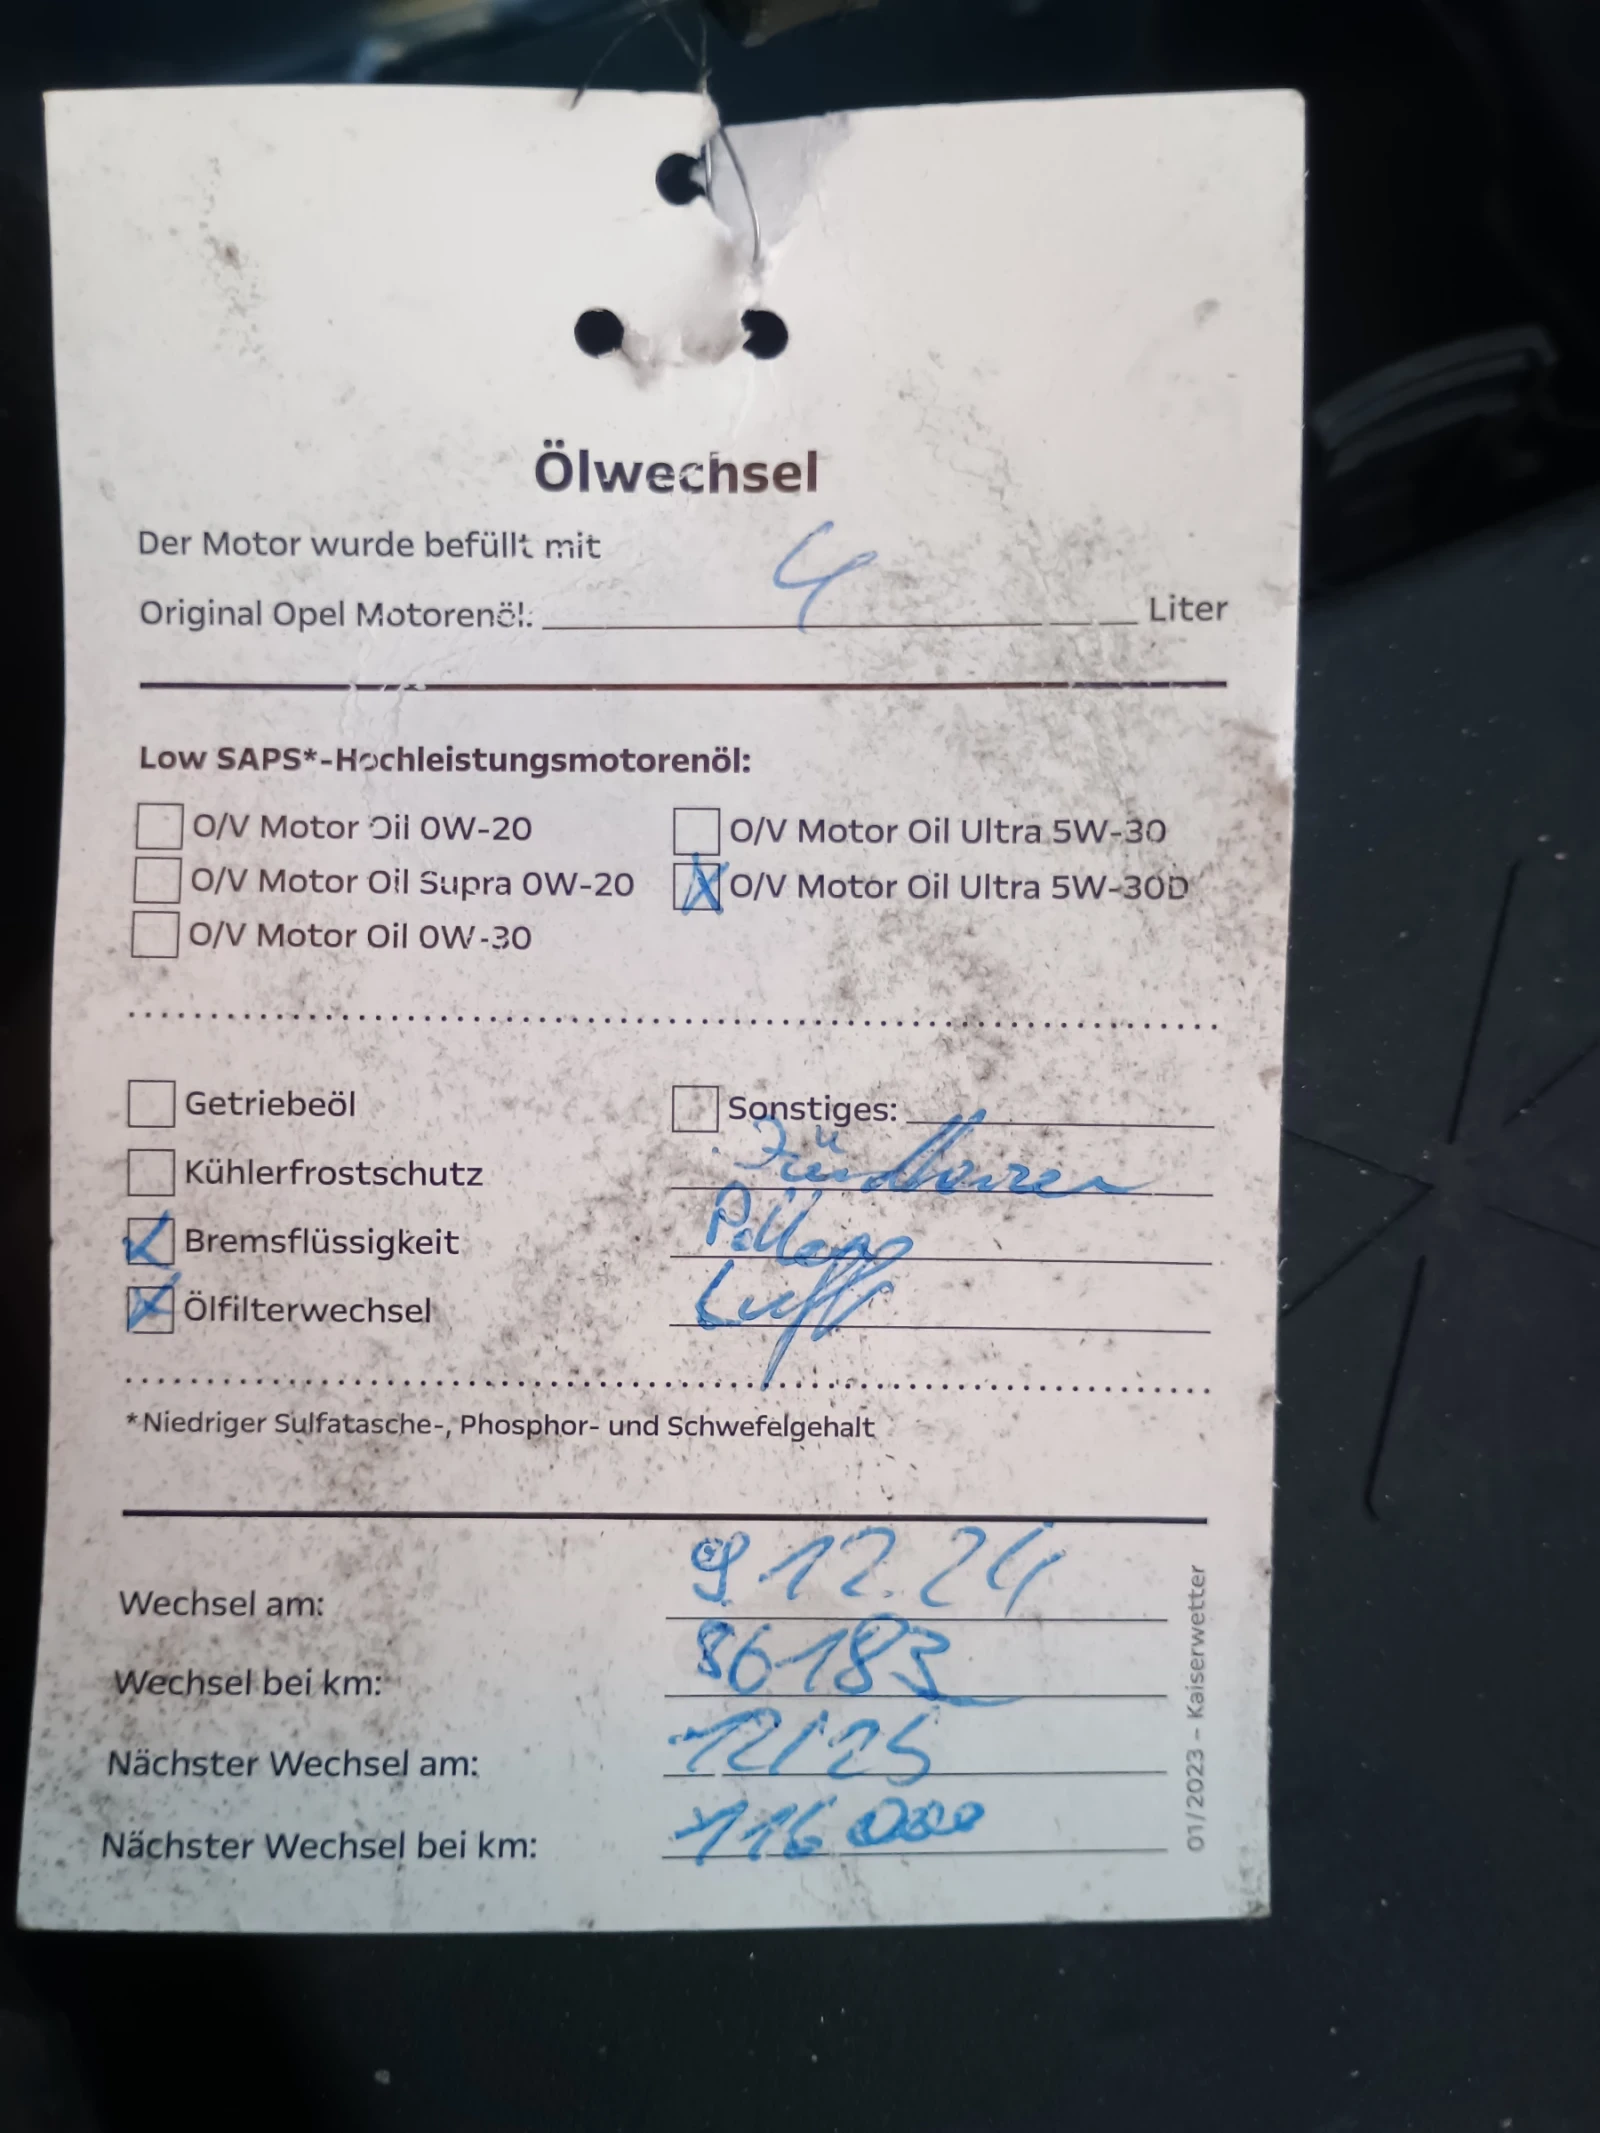 Ölwechsel
Der Motor wurde befüllt mit
Original Opel Motorenöl: 4 Liter
Low SAPS*-Hochleistungsmotorenöl:
O/V Motor Oil 0W-20
O/V Motor Oil Ultra 5W-30
O/V Motor Oil Supra 0W-20
X O/V Motor Oil Ultra 5W-30D
O/V Motor Oil 0W-30
Getriebeöl
Sonstiges:
Kühlerfrostschutz
Bremsflüssigkeit
Pollen
X Ölfilterwechsel
Luft
*Niedriger Sulfatasche-, Phosphor- und Schwefelgehalt
Wechsel am: 9.12.24
Wechsel bei km: 86183
Nächster Wechsel am: 12/25
Nächster Wechsel bei km: 116 000
01/2023 – Kaiserwetter